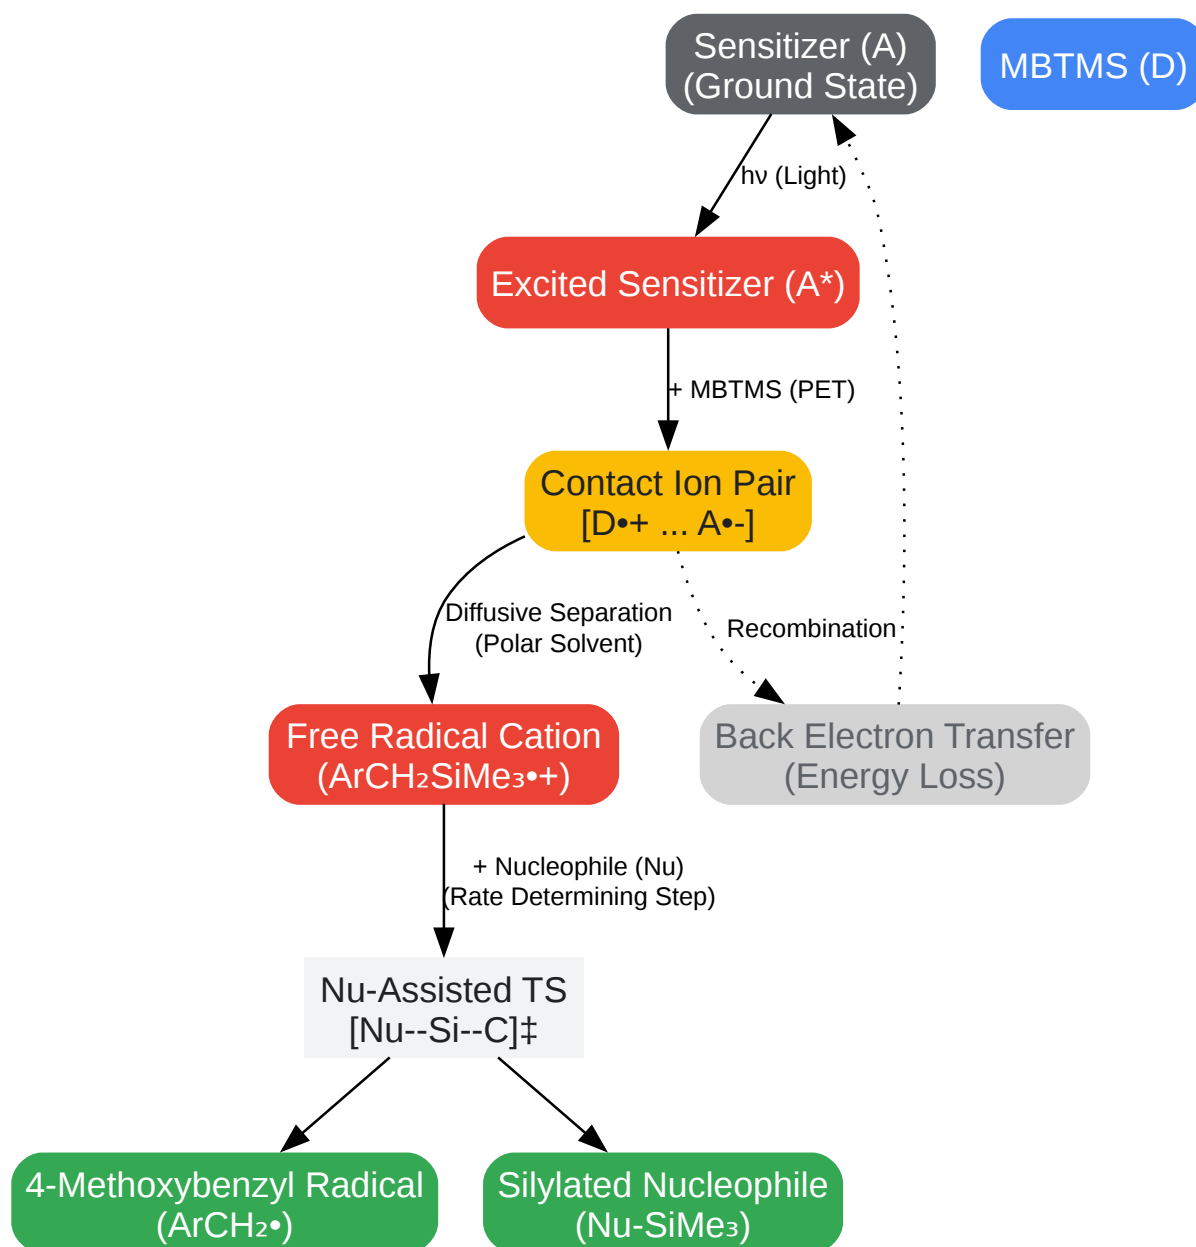 Sensitizer (A)
(Ground State)
MBTMS (D)
hν (Light)
Excited Sensitizer (A*)
+ MBTMS (PET)
Contact Ion Pair
[D•+ ... A•-]
Diffusive Separation
(Polar Solvent)
Recombination
Free Radical Cation
(ArCH₂SiMe₃•+)
Back Electron Transfer
(Energy Loss)
+ Nucleophile (Nu)
(Rate Determining Step)
Nu-Assisted TS
[Nu--Si--C]‡
4-Methoxybenzyl Radical
(ArCH₂•)
Silylated Nucleophile
(Nu-SiMe₃)